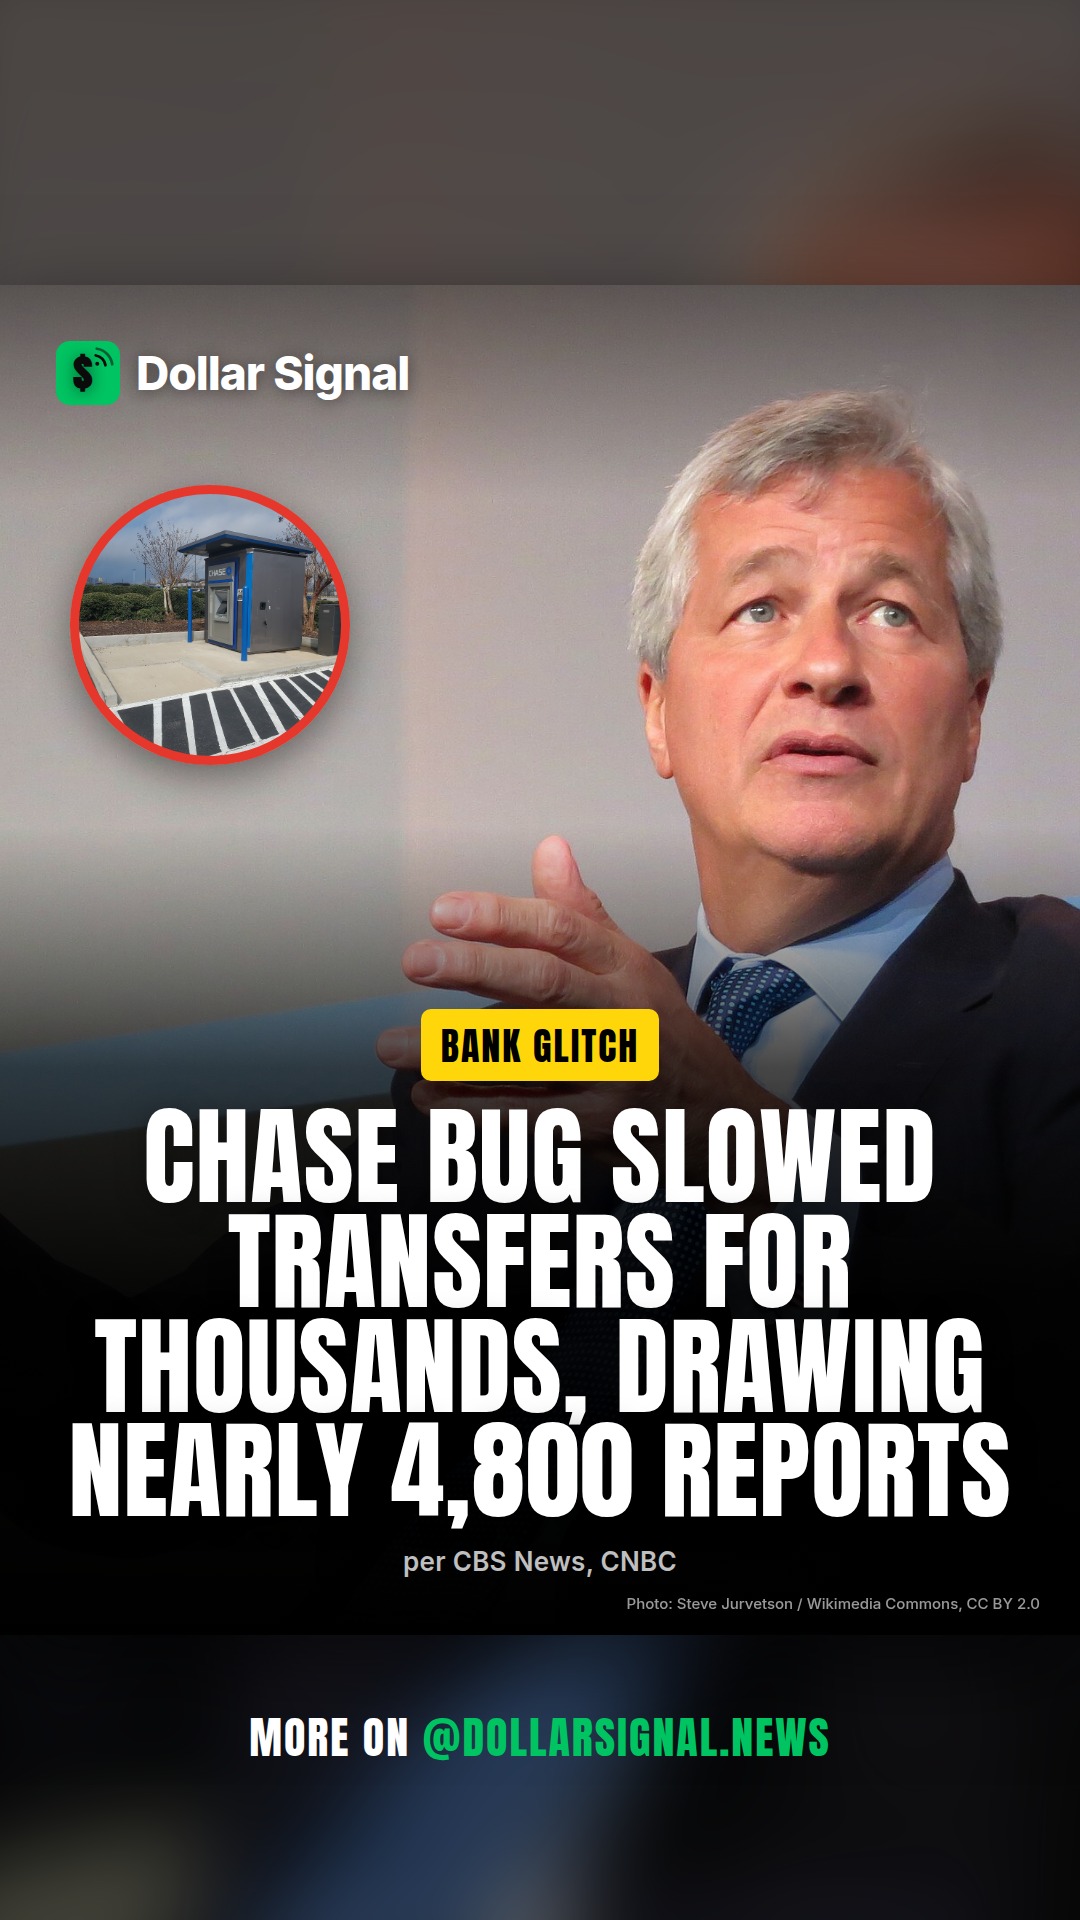 Dollar Signal
CHASE
BANK GLITCH
CHASE BUG SLOWED
TRANSFERS FOR
THOUSANDS, DRAWING
NEARLY 4,800 REPORTS
per CBS News, CNBC
Photo: Steve Jurvetson / Wikimedia Commons, CC BY 2.0
MORE ON @DOLLARSIGNAL.NEWS